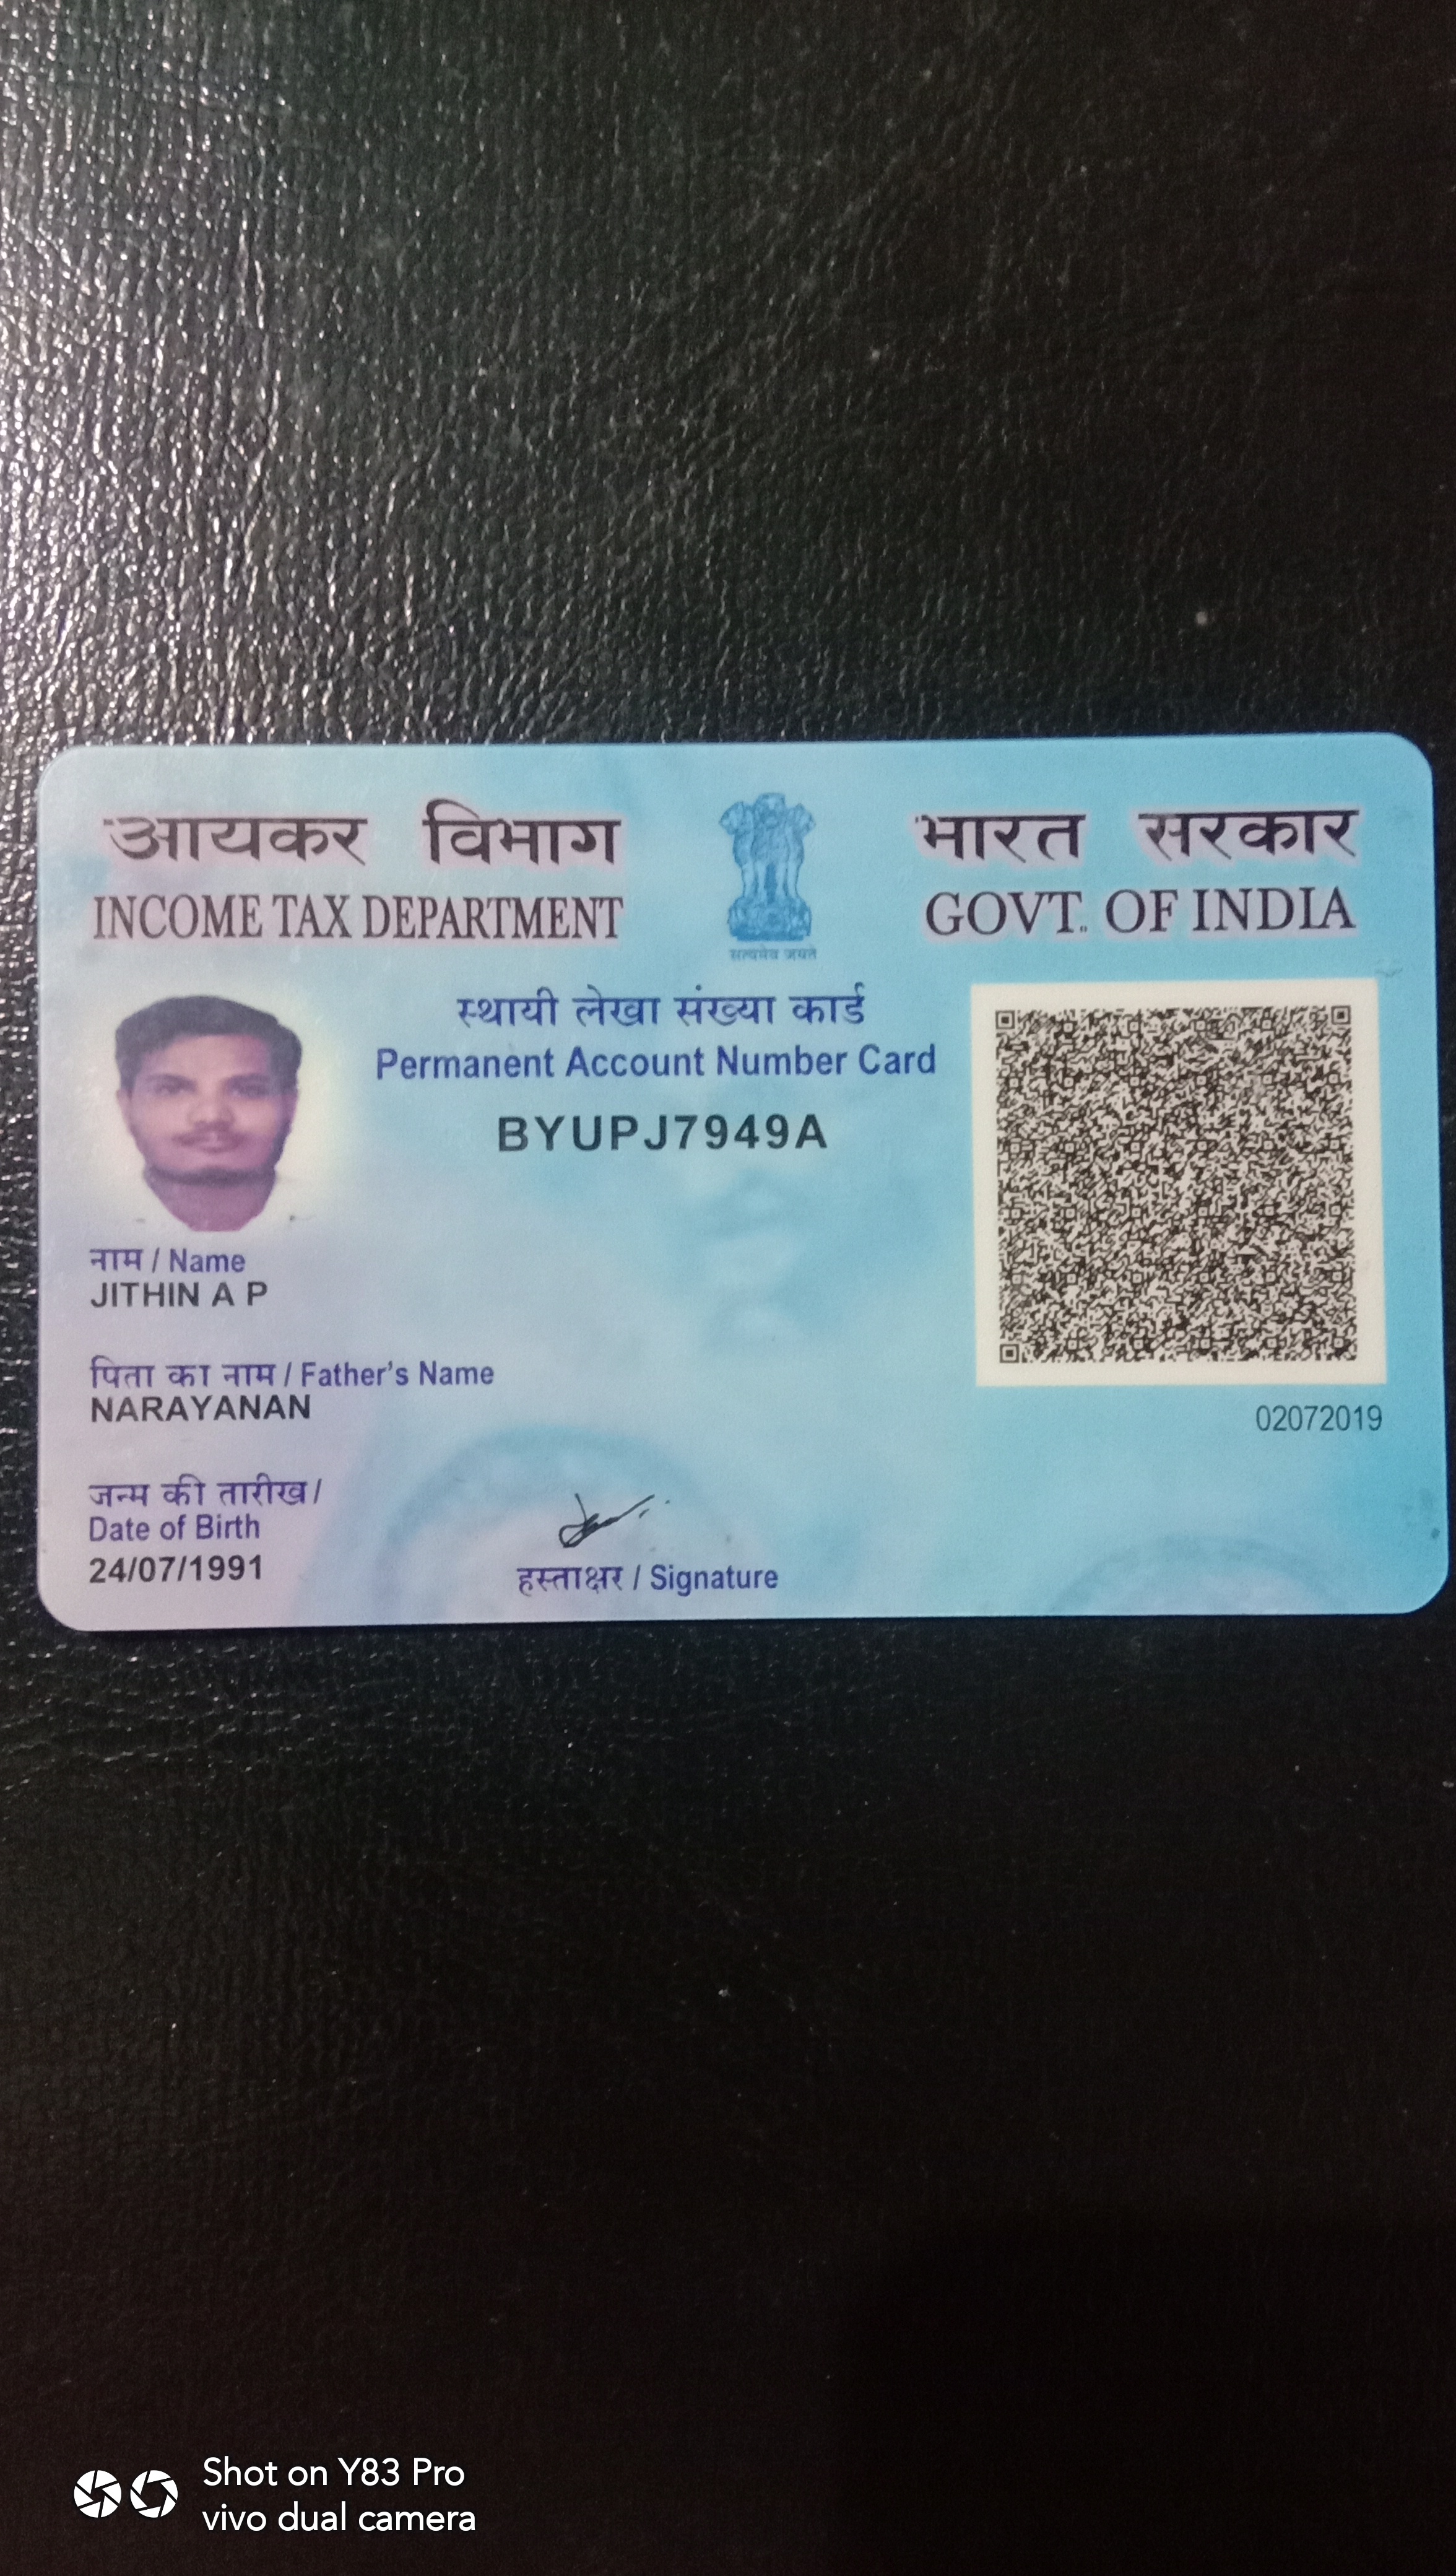 आयकर विभाग
INCOME TAX DEPARTMENT
सत्यमेव जयते
भारत सरकार
GOVT. OF INDIA
स्थायी लेखा संख्या कार्ड
Permanent Account Number Card
BYUPJ7949A
नाम / Name
JITHIN A P
पिता का नाम / Father's Name
NARAYANAN
02072019
जन्म की तारीख /
Date of Birth
24/07/1991
हस्ताक्षर / Signature
Shot on Y83 Pro
vivo dual camera